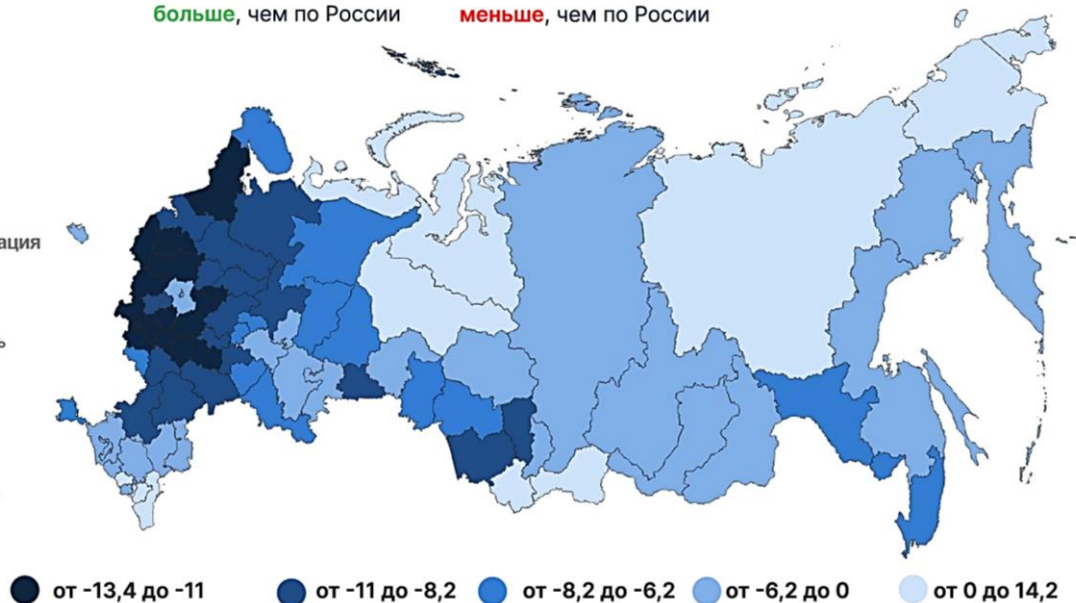 больше, чем по России меньше, чем по России
ация
ь
от -13,4 до -11 от -11 до -8,2 от -8,2 до -6,2 от -6,2 до 0 от 0 до 14,2